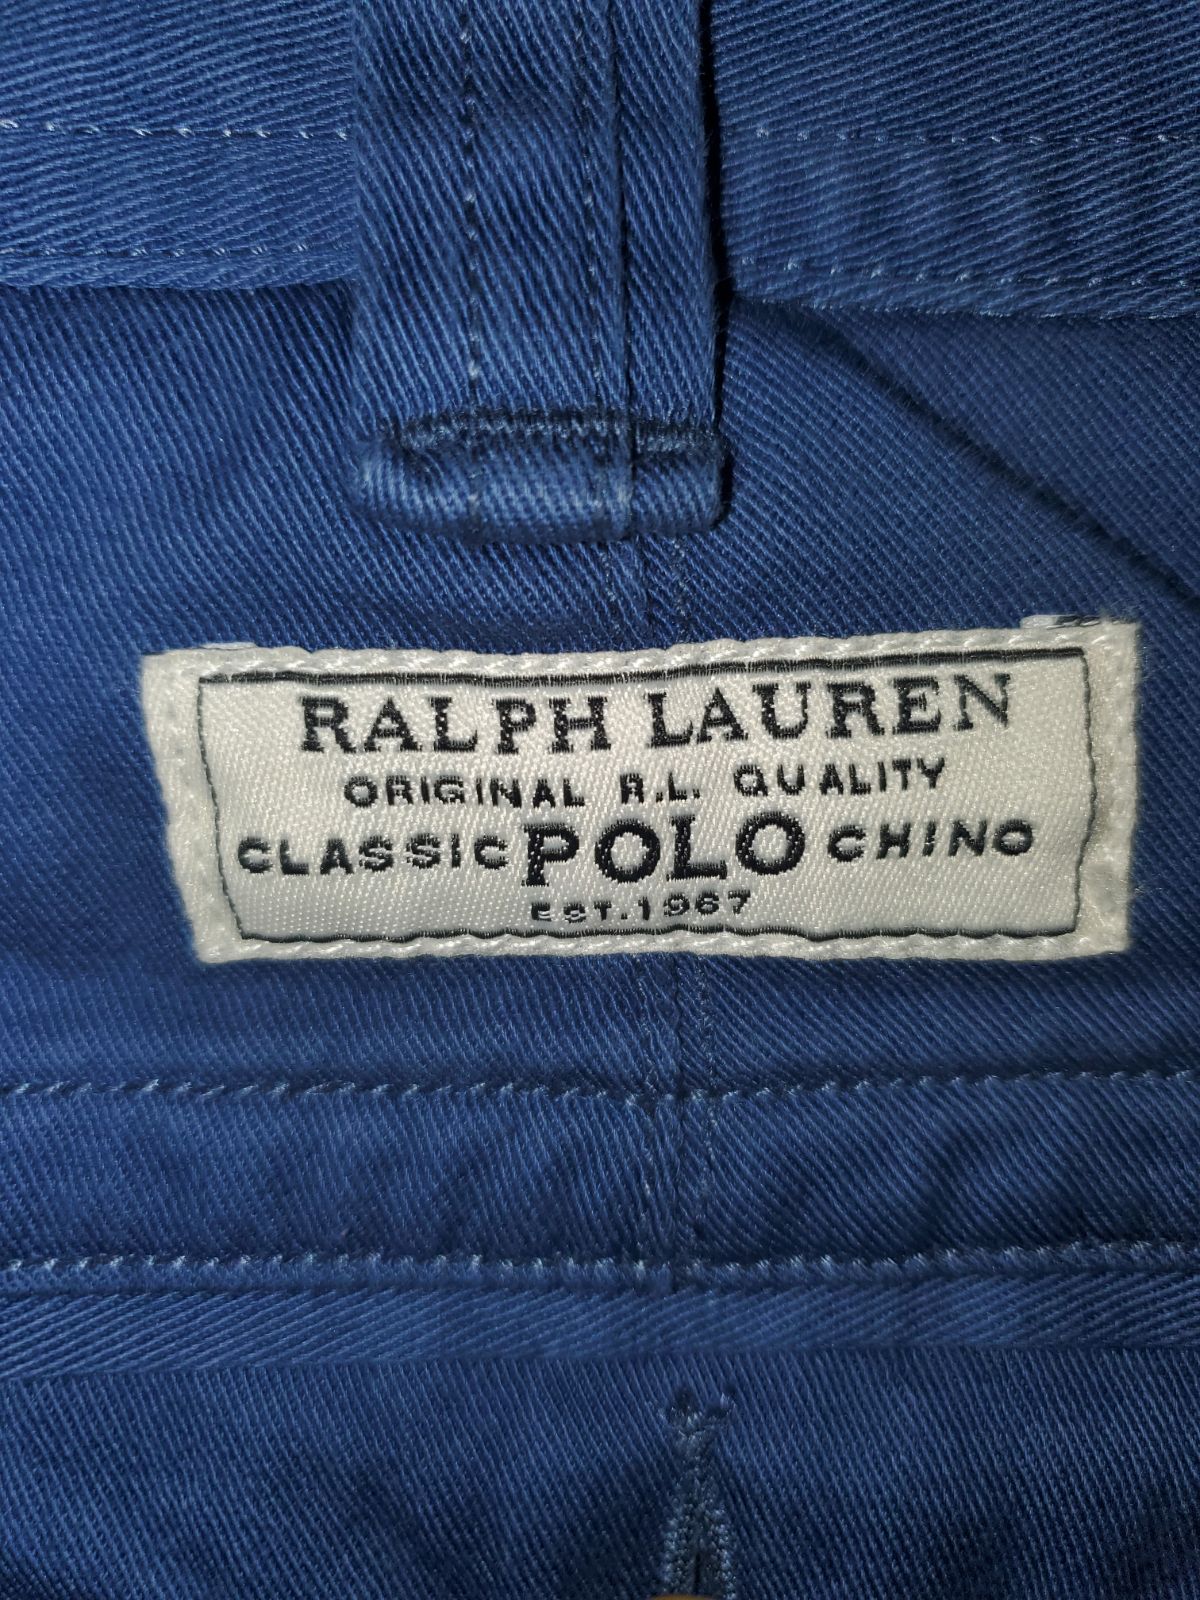 RALPH LAUREN
ORIGINAL R.L. QUALITY
CLASSIC POLO CHINO
EST. 1967